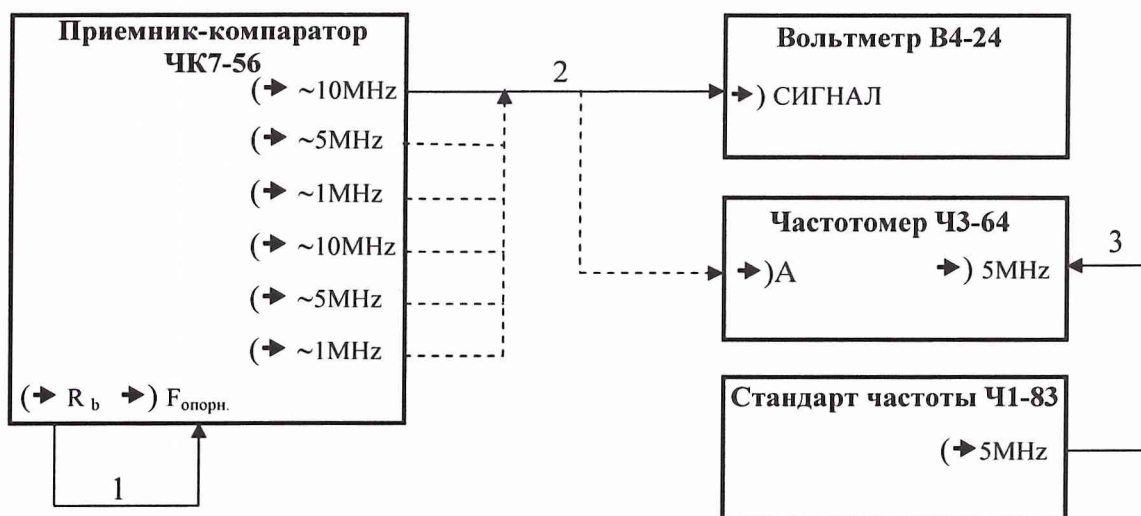 Приемник-компаратор
ЧК7-56
(➔ ~10MHz
(➔ ~5MHz
(➔ ~1MHz
(➔ ~10MHz
(➔ ~5MHz
(➔ ~1MHz
(➔ R b ➔) Fопорн.
1
2
Вольтметр В4-24
➔) СИГНАЛ
Частотомер Ч3-64
➔)А ➔) 5MHz
3
Стандарт частоты Ч1-83
(➔5MHz